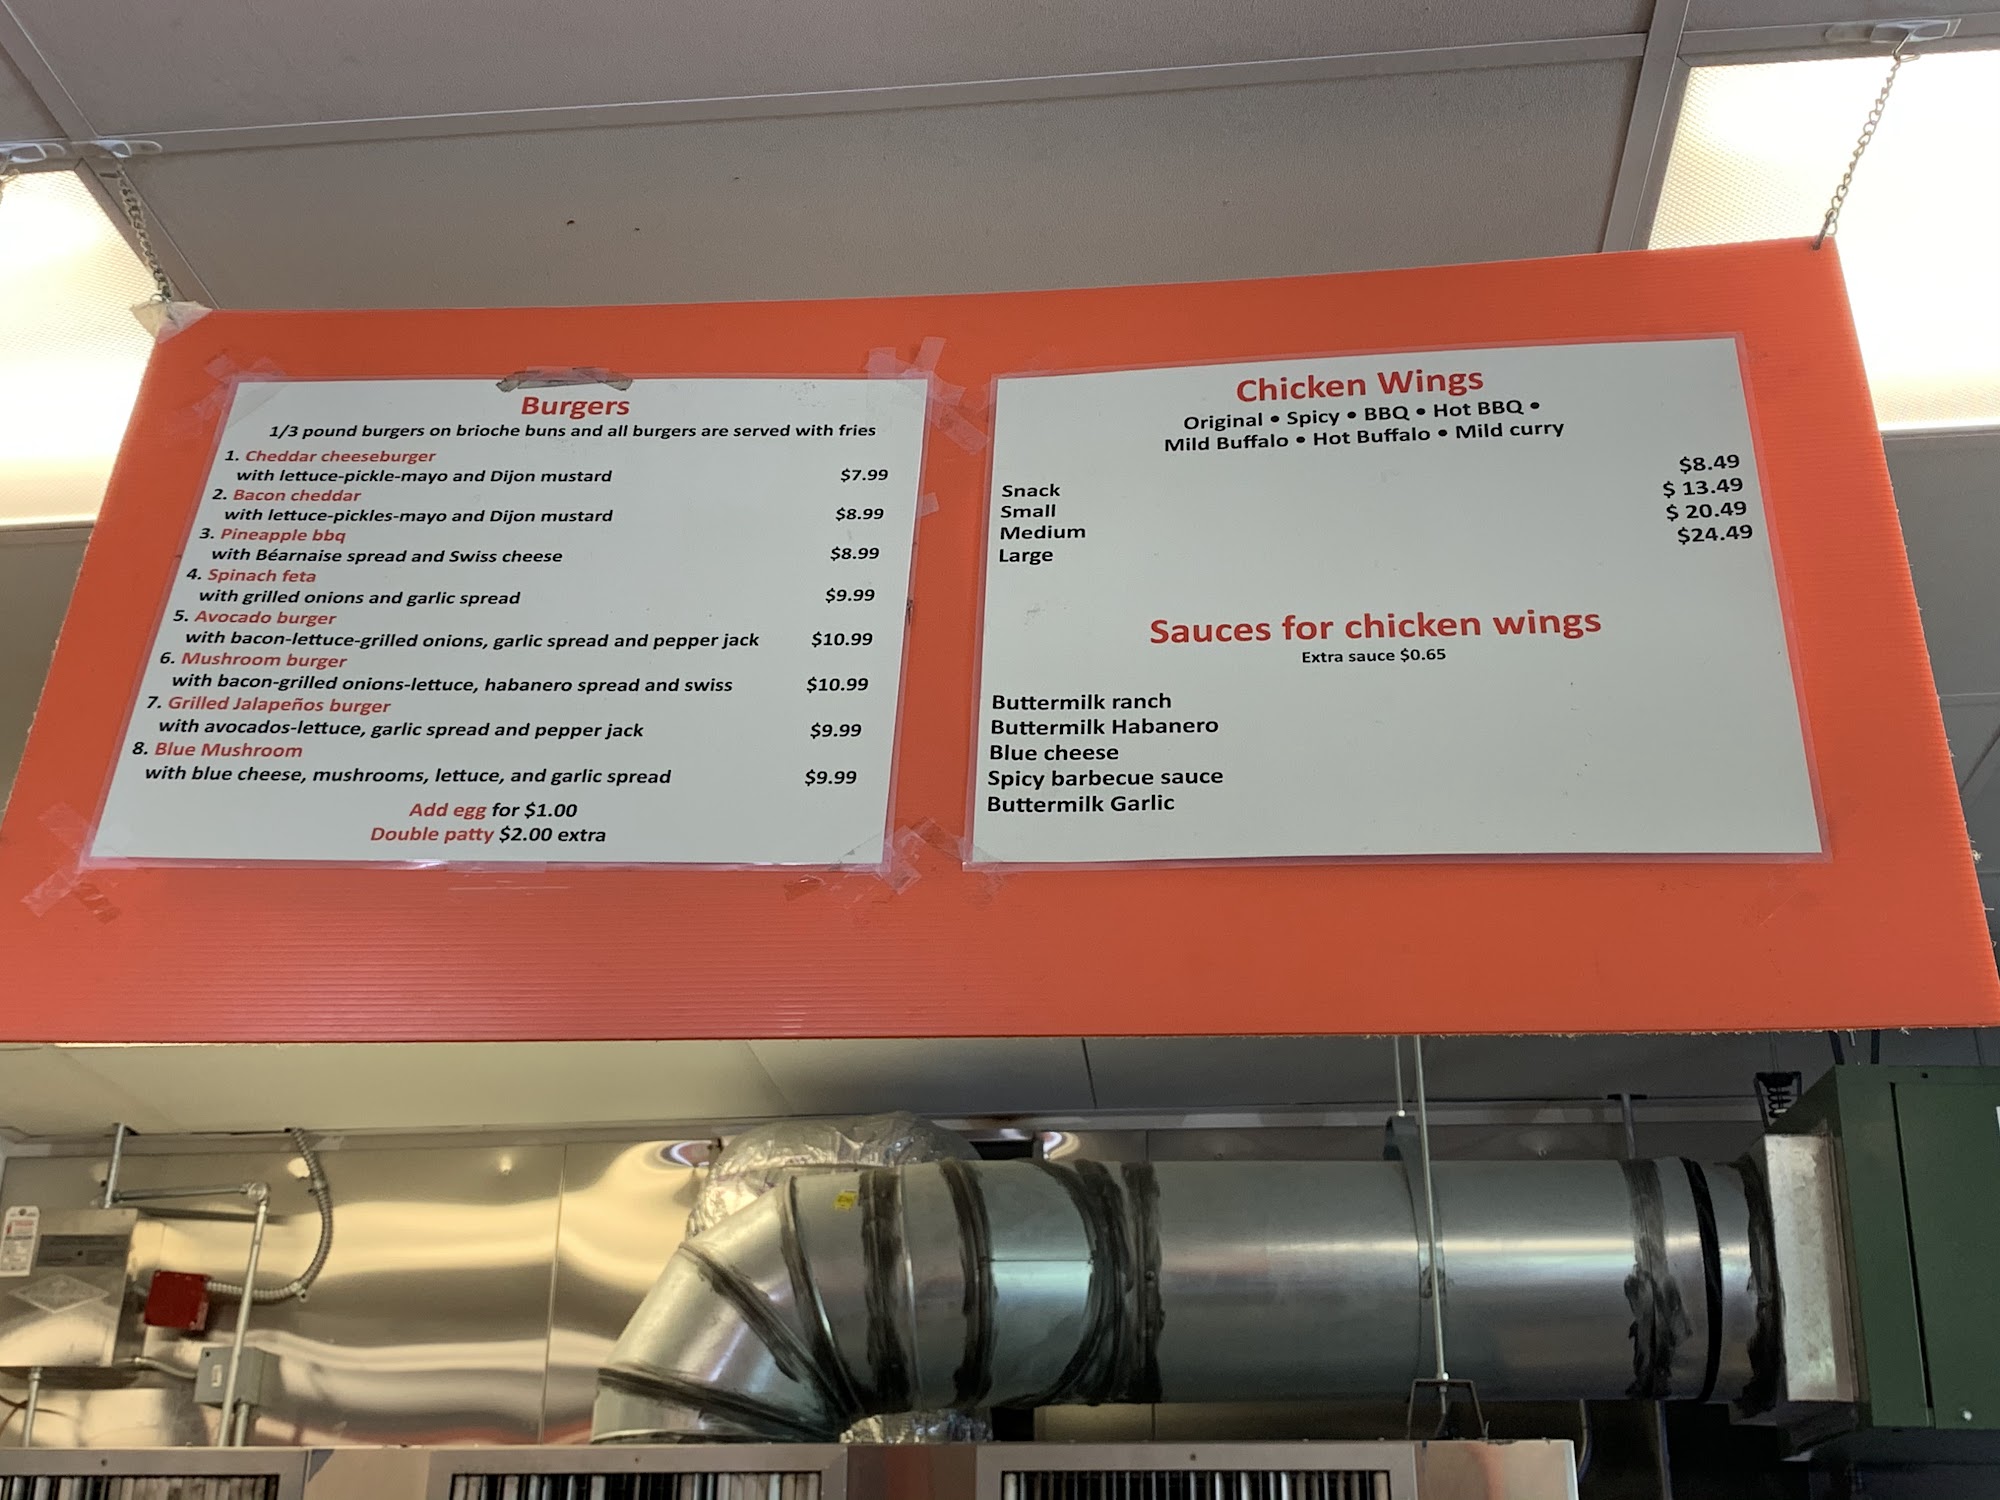 Burgers
1/3 pound burgers on brioche buns and all burgers are served with fries
1. Cheddar cheeseburger
with lettuce-pickle-mayo and Dijon mustard $7.99
2. Bacon cheddar
with lettuce-pickles-mayo and Dijon mustard $8.99
3. Pineapple bbq
with Béarnaise spread and Swiss cheese $8.99
4. Spinach feta
with grilled onions and garlic spread $9.99
5. Avocado burger
with bacon-lettuce-grilled onions, garlic spread and pepper jack $10.99
6. Mushroom burger
with bacon-grilled onions-lettuce, habanero spread and swiss $10.99
7. Grilled Jalapeños burger
with avocados-lettuce, garlic spread and pepper jack $9.99
8. Blue Mushroom
with blue cheese, mushrooms, lettuce, and garlic spread $9.99
Add egg for $1.00
Double patty $2.00 extra
Chicken Wings
Original • Spicy • BBQ • Hot BBQ •
Mild Buffalo • Hot Buffalo • Mild curry
Snack $8.49
Small $ 13.49
Medium $ 20.49
Large $24.49
Sauces for chicken wings
Extra sauce $0.65
Buttermilk ranch
Buttermilk Habanero
Blue cheese
Spicy barbecue sauce
Buttermilk Garlic